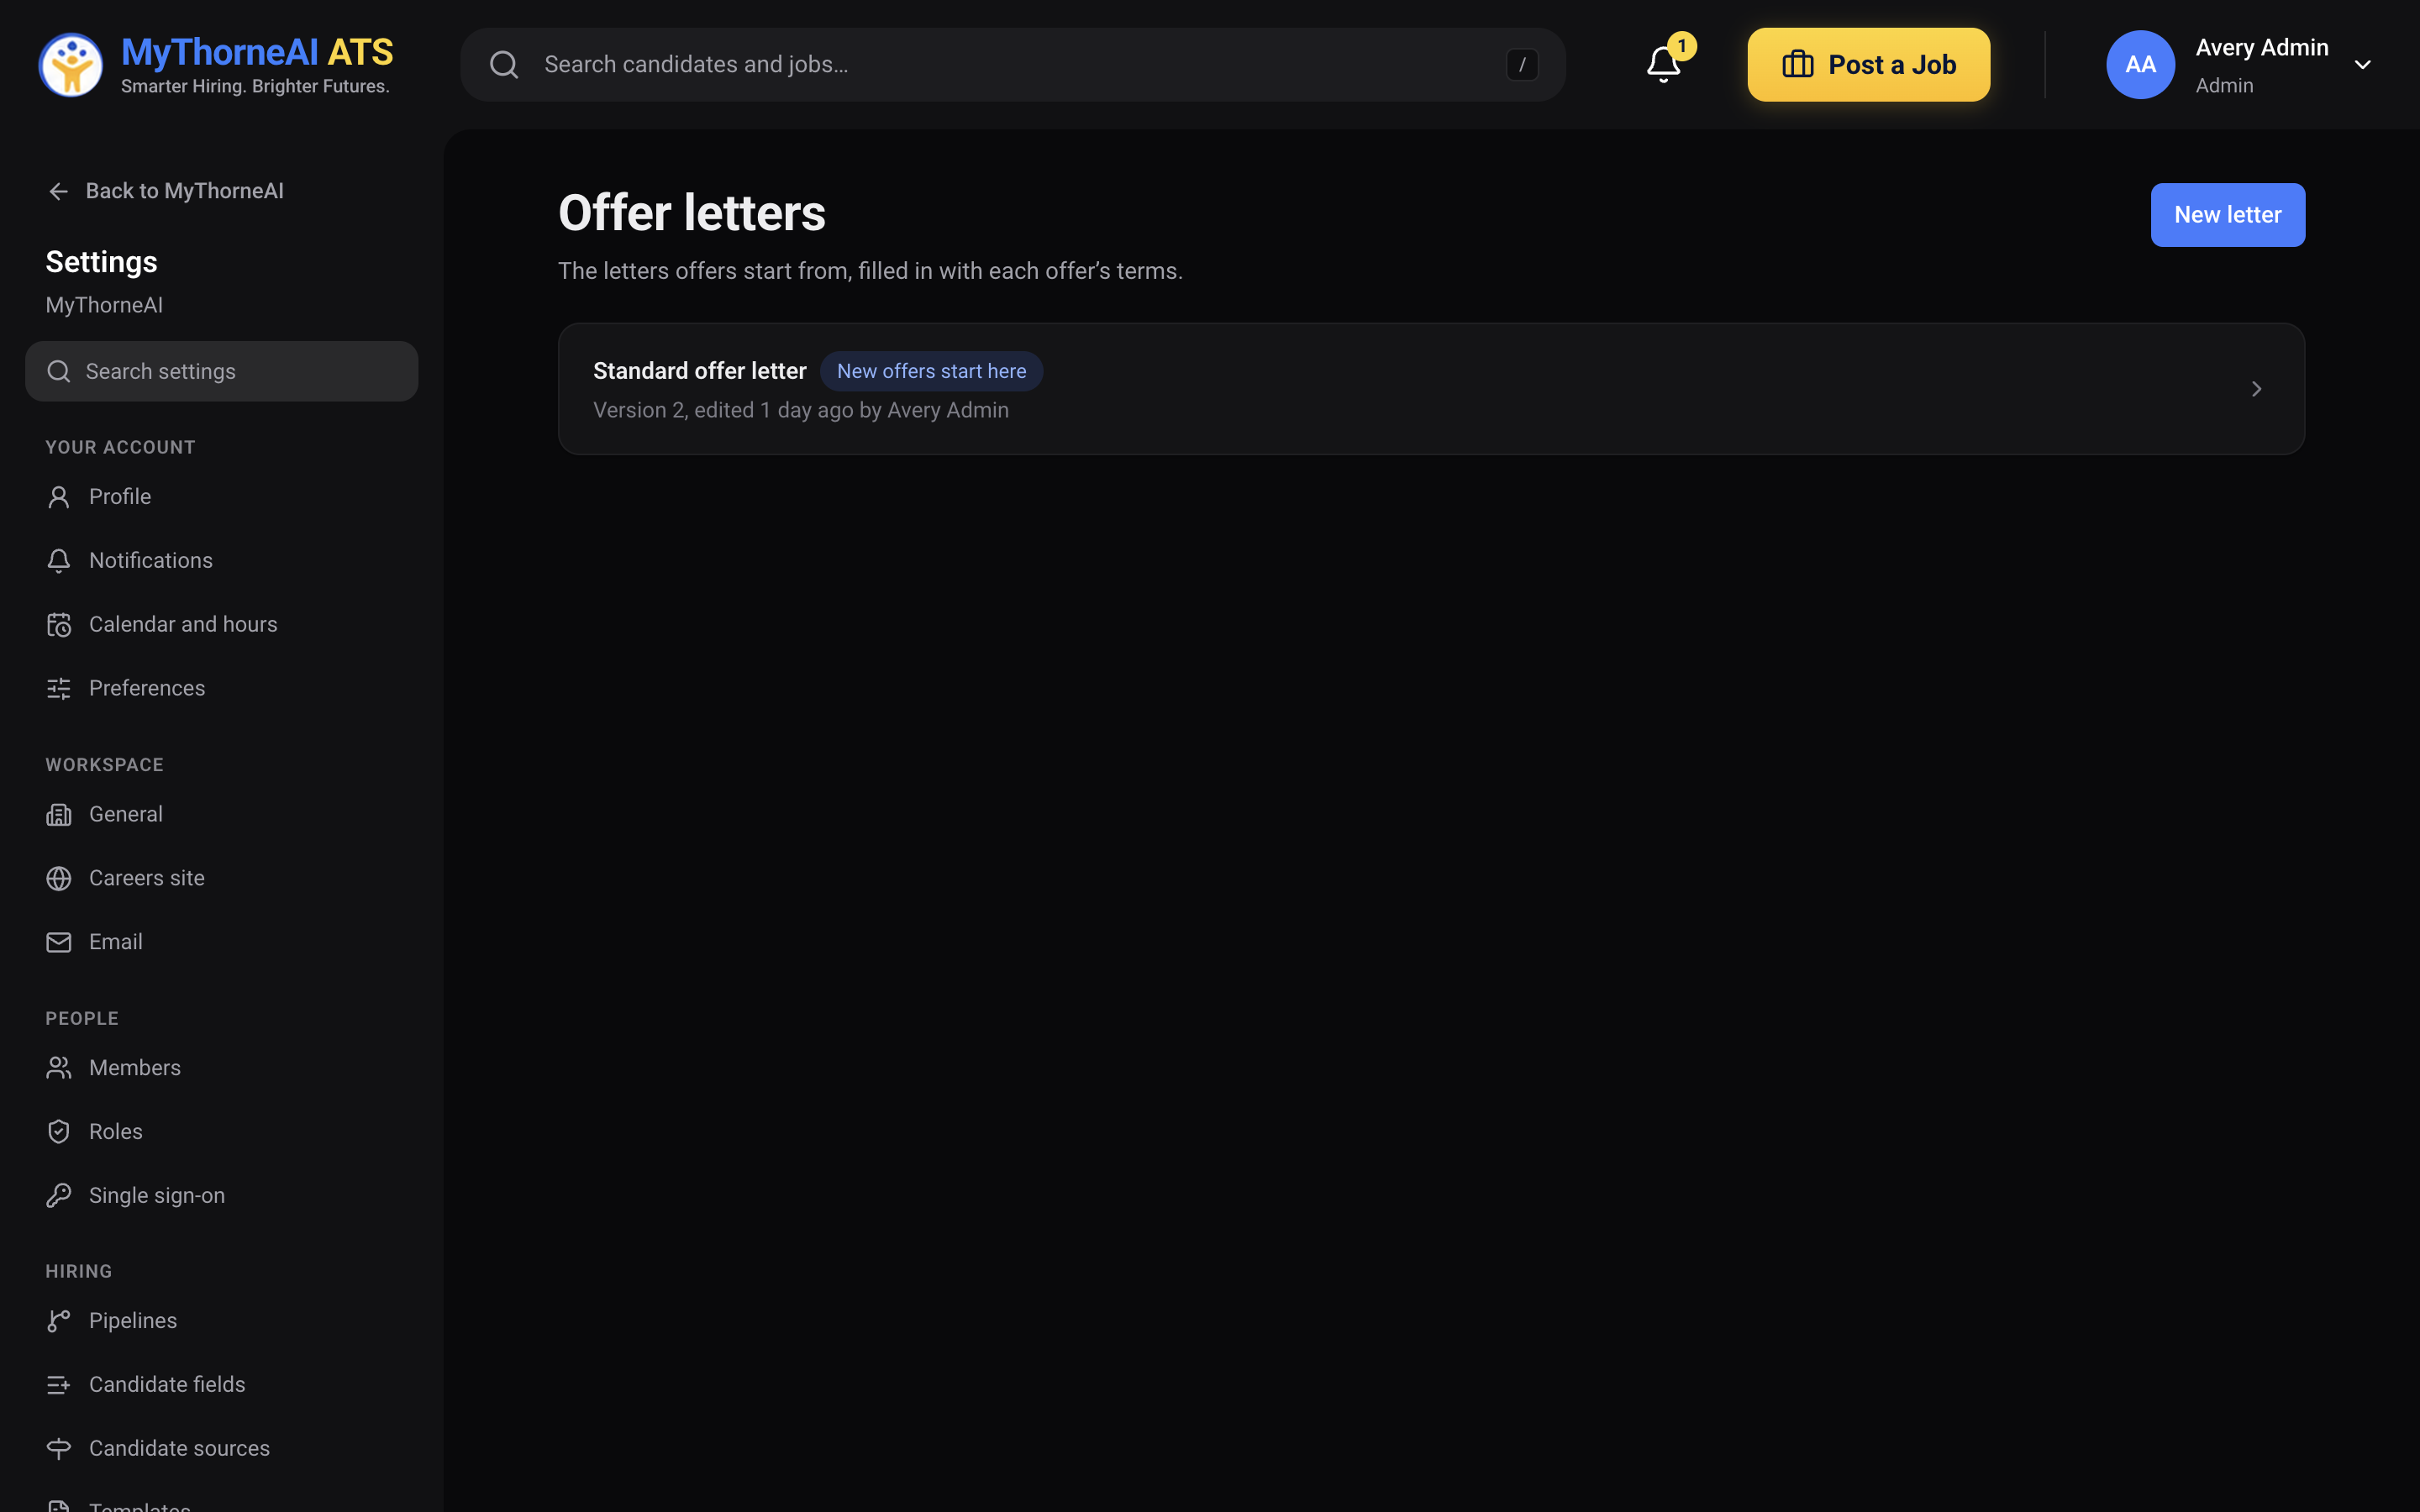 MyThorneAI ATS
Smarter Hiring. Brighter Futures.
Search candidates and jobs…
/
1
Post a Job
AA
Avery Admin
Admin
Back to MyThorneAI
Settings
MyThorneAI
Search settings
YOUR ACCOUNT
Profile
Notifications
Calendar and hours
Preferences
WORKSPACE
General
Careers site
Email
PEOPLE
Members
Roles
Single sign-on
HIRING
Pipelines
Candidate fields
Candidate sources
Templates
Offer letters
New letter
The letters offers start from, filled in with each offer’s terms.
Standard offer letter
New offers start here
Version 2, edited 1 day ago by Avery Admin